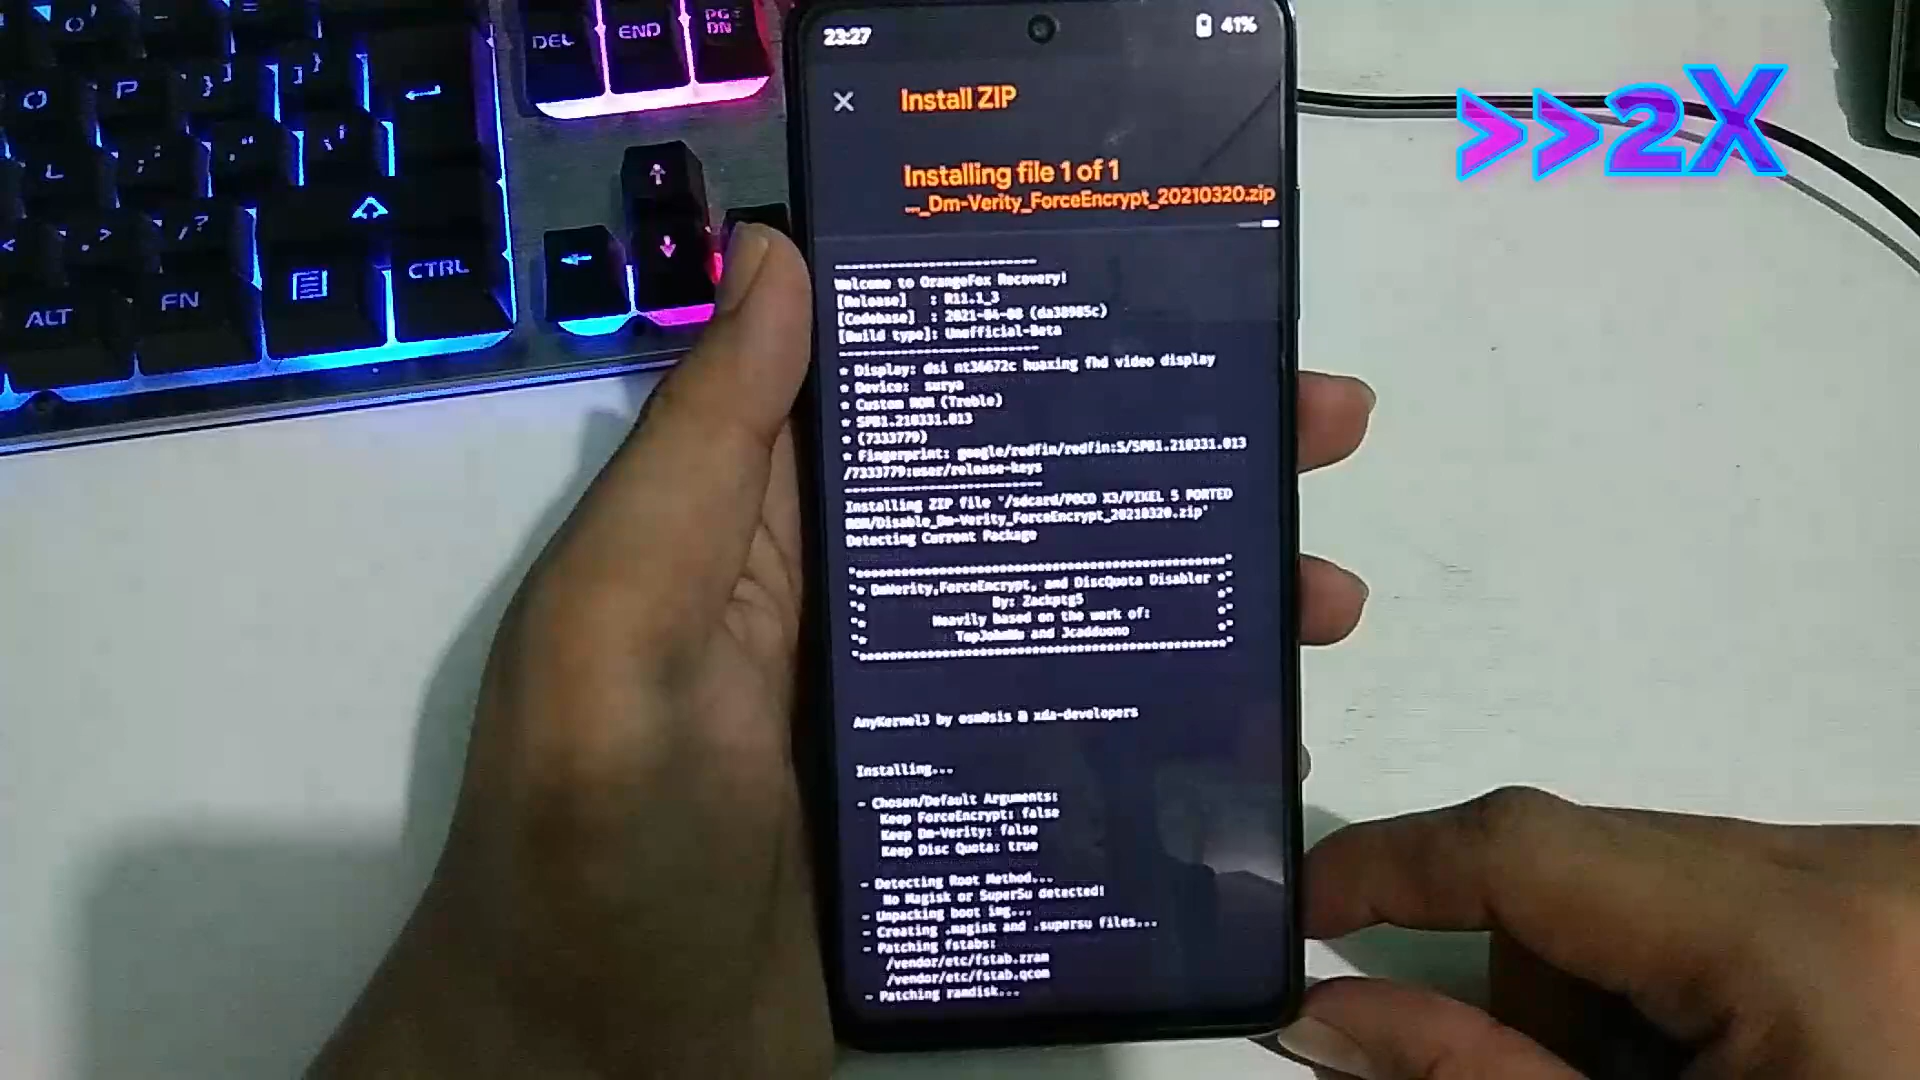 DEL
END
PG
DN
O
P
L
ALT
FN
CTRL
23:27
41%
Install ZIP
Installing file 1 of 1
..._Dm-Verity_ForceEncrypt_20210320.zip
>>2X
Welcome to OrangeFox Recovery!
[Release] : R11.1_3
[Codebase] : 2021-04-08 (da38985c)
[Build type]: Unofficial-Beta
* Display: dsi nt36672c huaxing fhd video display
* Device: surya
* Custom ROM (Treble)
* SPB1.210331.013
* (7333779)
* Fingerprint: google/redfin/redfin:S/SPB1.210331.013
/7333779:user/release-keys
Installing ZIP file '/sdcard/POCO X3/PIXEL 5 PORTED
ROM/Disable_Dm-Verity_ForceEncrypt_20210320.zip'
Detecting Current Package
"* DmVerity,ForceEncrypt, and DiscQuota Disabler *"
"* By: Zackptg5 *"
"* Heavily based on the work of: *"
"* TopJohnWu and Jcadduono *"
AnyKernel3 by osm0sis @ xda-developers
Installing...
- Chosen/Default Arguments:
Keep ForceEncrypt: false
Keep Dm-Verity: false
Keep Disc Quota: true
- Detecting Root Method...
No Magisk or SuperSu detected!
- Unpacking boot img...
- Creating .magisk and .supersu files...
- Patching fstabs:
/vendor/etc/fstab.zram
/vendor/etc/fstab.qcom
- Patching ramdisk...